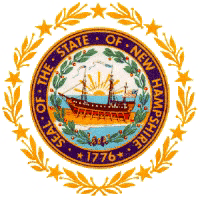 SEAL · OF · THE · STATE · OF · NEW HAMPSHIRE
1776